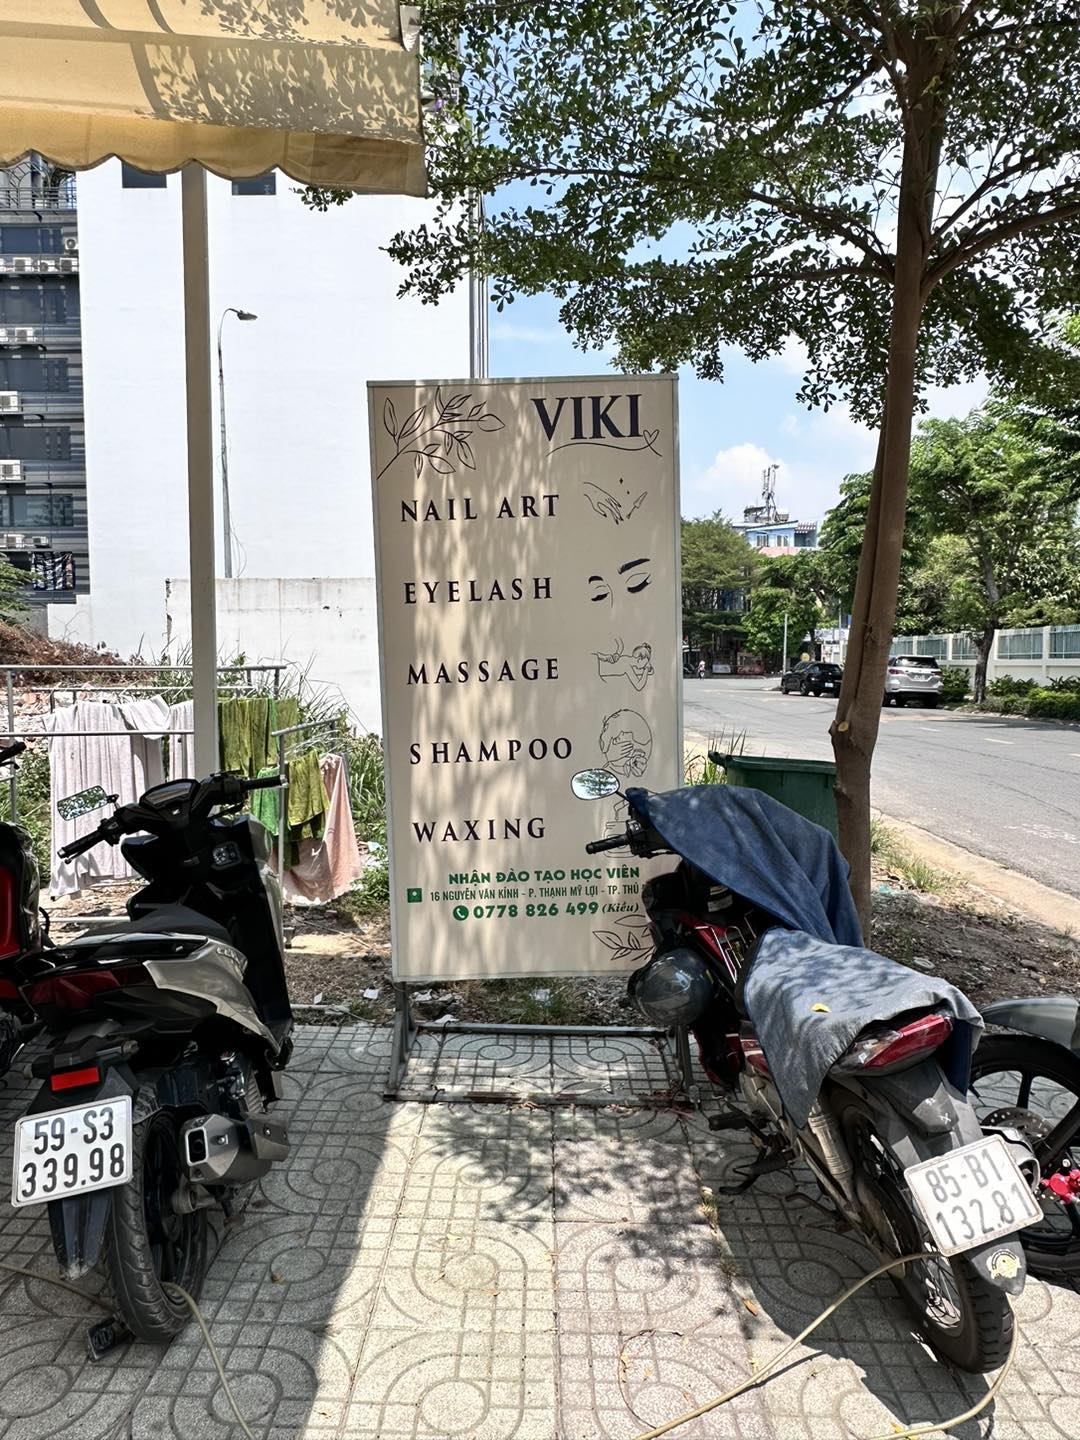 VIKI
NAIL ART
EYELASH
MASSAGE
SHAMPOO
WAXING
NHẬN ĐÀO TẠO HỌC VIÊN
16 NGUYỄN VĂN KỈNH - P. THẠNH MỸ LỢI - TP. THỦ
0778 826 499 (Kiều)
59-S3
339.98
85-B1
132.81